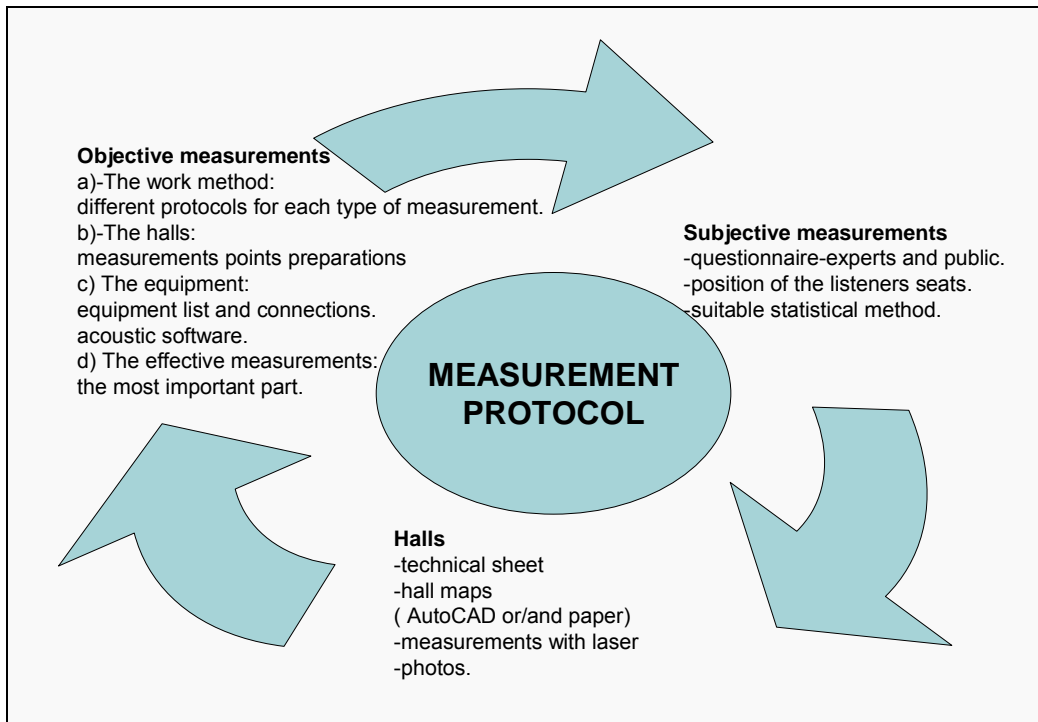 Objective measurements
a)-The work method:
different protocols for each type of measurement.
b)-The halls:
measurements points preparations
c) The equipment:
equipment list and connections.
acoustic software.
d) The effective measurements:
the most important part.
Subjective measurements
-questionnaire-experts and public.
-position of the listeners seats.
-suitable statistical method.
MEASUREMENT
PROTOCOL
Halls
-technical sheet
-hall maps
( AutoCAD or/and paper)
-measurements with laser
-photos.